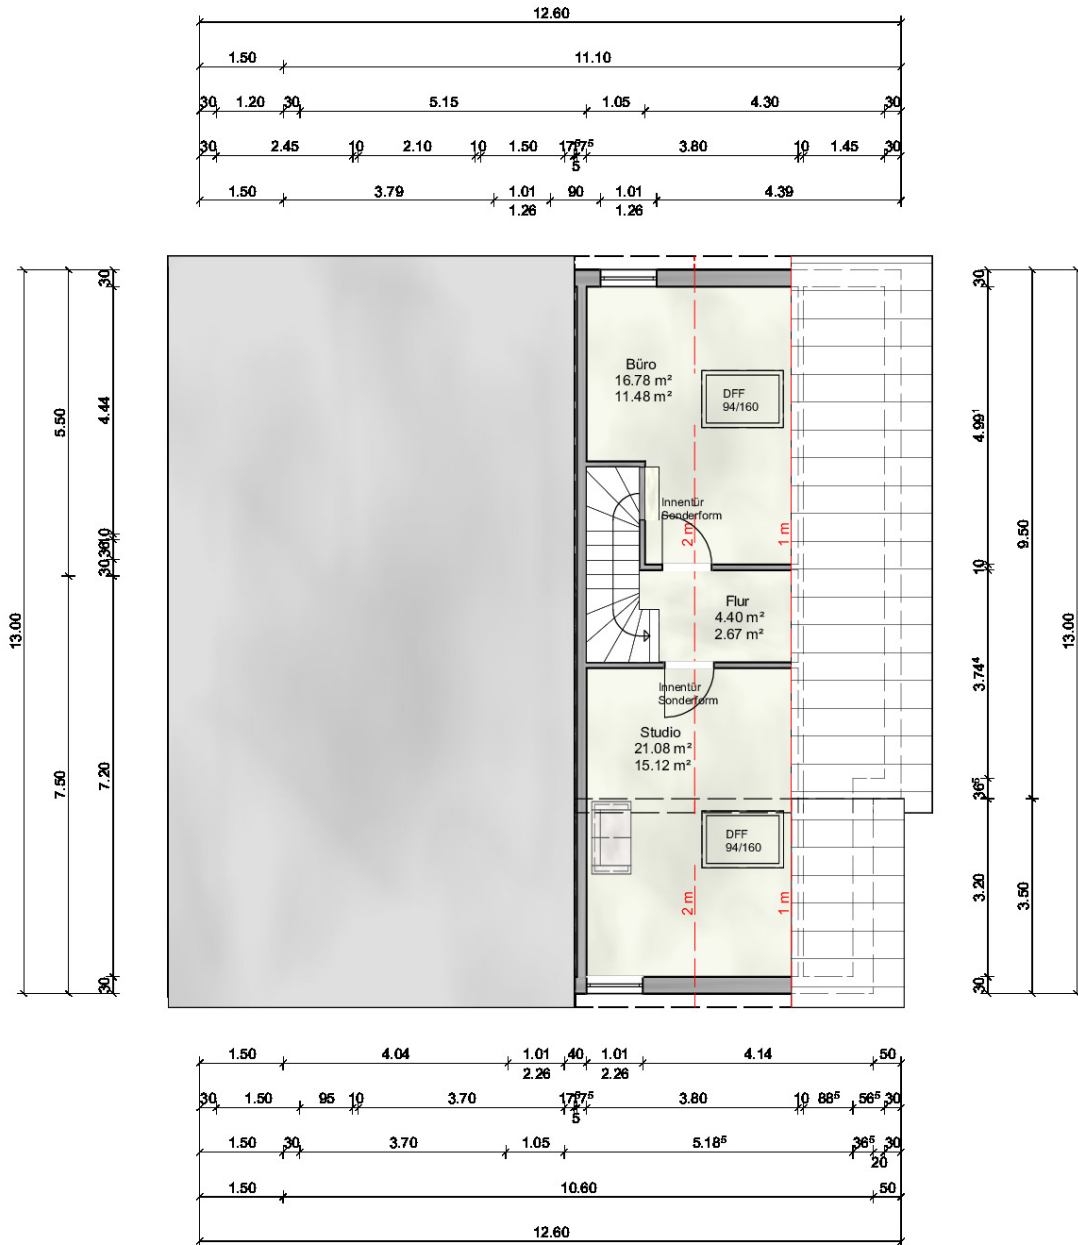 12.60
1.50 11.10
30 1.20 30 5.15 1.05 4.30 30
30 2.45 10 2.10 10 1.50 17⁵ 17⁵ 3.80 10 1.45 30
5
1.50 3.79 1.01 90 1.01 4.39
1.26 1.26
13.00
5.50
7.50
30
4.44
10
36
30
7.20
30
Büro
16.78 m²
11.48 m²
DFF
94/160
Innentür
Sonderform
2 m
1 m
Flur
4.40 m²
2.67 m²
Innentür
Sonderform
Studio
21.08 m²
15.12 m²
DFF
94/160
2 m
1 m
30
4.99¹
10
3.74⁴
36⁵
3.20
30
9.50
3.50
13.00
1.50 4.04 1.01 40 1.01 4.14 50
2.26 2.26
30 1.50 95 10 3.70 17⁵ 17⁵ 3.80 10 88⁵ 56⁵ 30
5
1.50 30 3.70 1.05 5.18⁵ 36⁵ 30
20
1.50 10.60 50
12.60